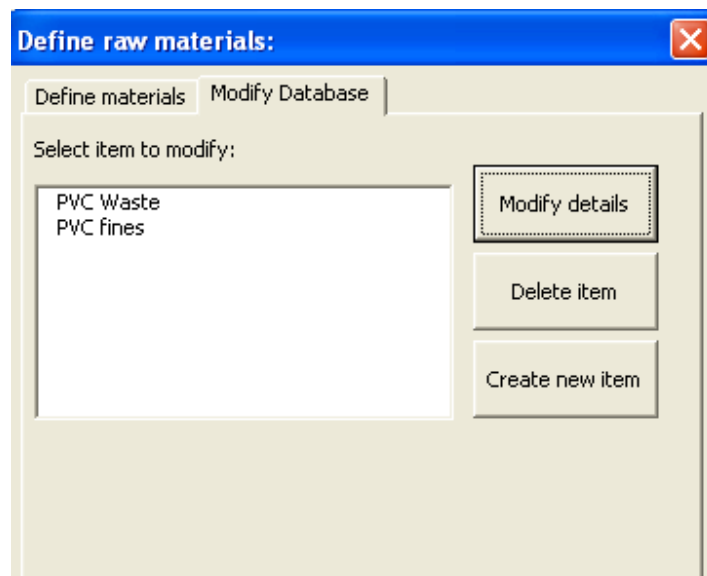 Define raw materials:
Define materials Modify Database
Select item to modify:
PVC Waste
PVC fines
Modify details
Delete item
Create new item